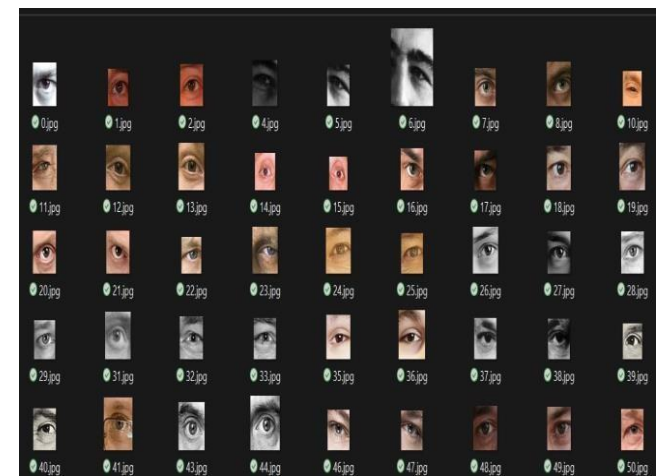 0.jpg 1.jpg 2.jpg 4.jpg 5.jpg 6.jpg 7.jpg 8.jpg 10.jpg
11.jpg 12.jpg 13.jpg 14.jpg 15.jpg 16.jpg 17.jpg 18.jpg 19.jpg
20.jpg 21.jpg 22.jpg 23.jpg 24.jpg 25.jpg 26.jpg 27.jpg 28.jpg
29.jpg 31.jpg 32.jpg 33.jpg 35.jpg 36.jpg 37.jpg 38.jpg 39.jpg
40.jpg 41.jpg 43.jpg 44.jpg 46.jpg 47.jpg 48.jpg 49.jpg 50.jpg